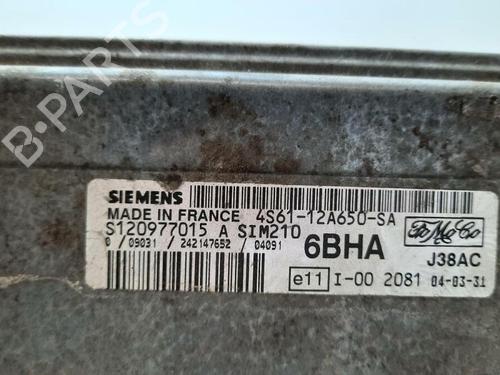 B-PARTS
SIEMENS
MADE IN FRANCE 4S61-12A650-SA
S120977015 A SIM210
0 / 09031 / 242147652 / 04091
6BHA
FoMoCo
J38AC
e11 I-00 2081 04-03-31